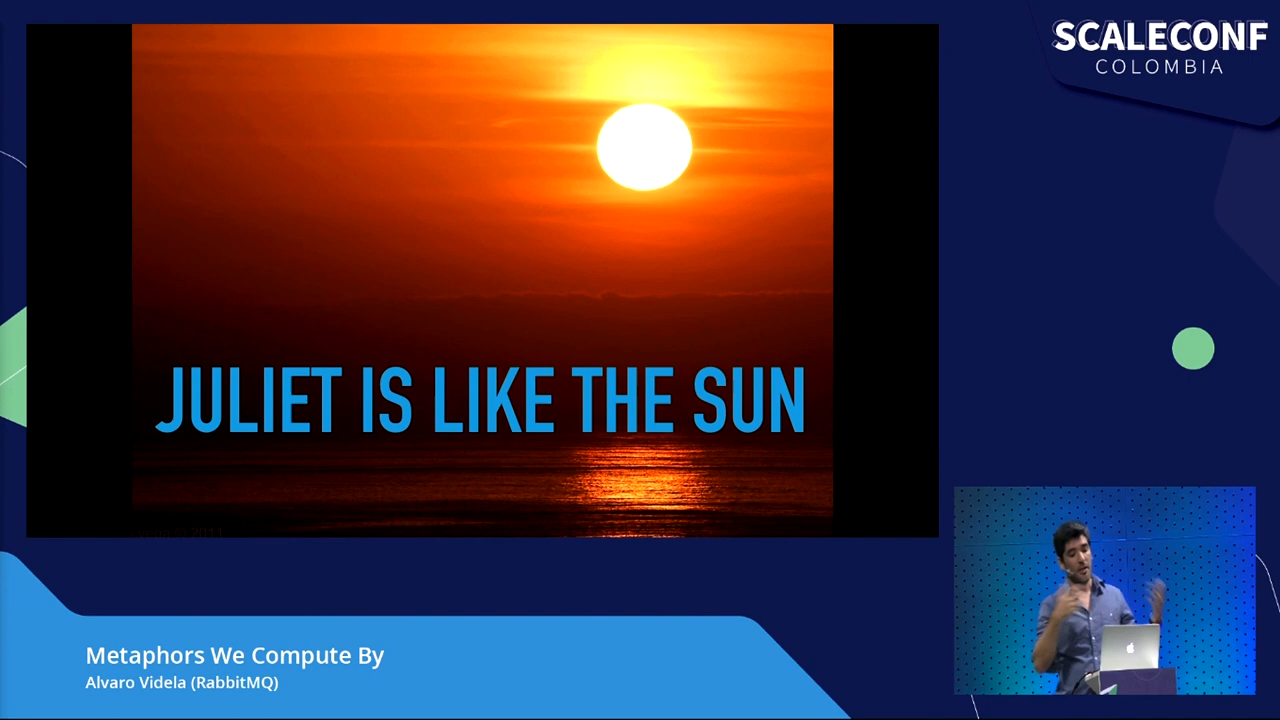 SCALECONF
COLOMBIA
JULIET IS LIKE THE SUN
Metaphors We Compute By
Alvaro Videla (RabbitMQ)